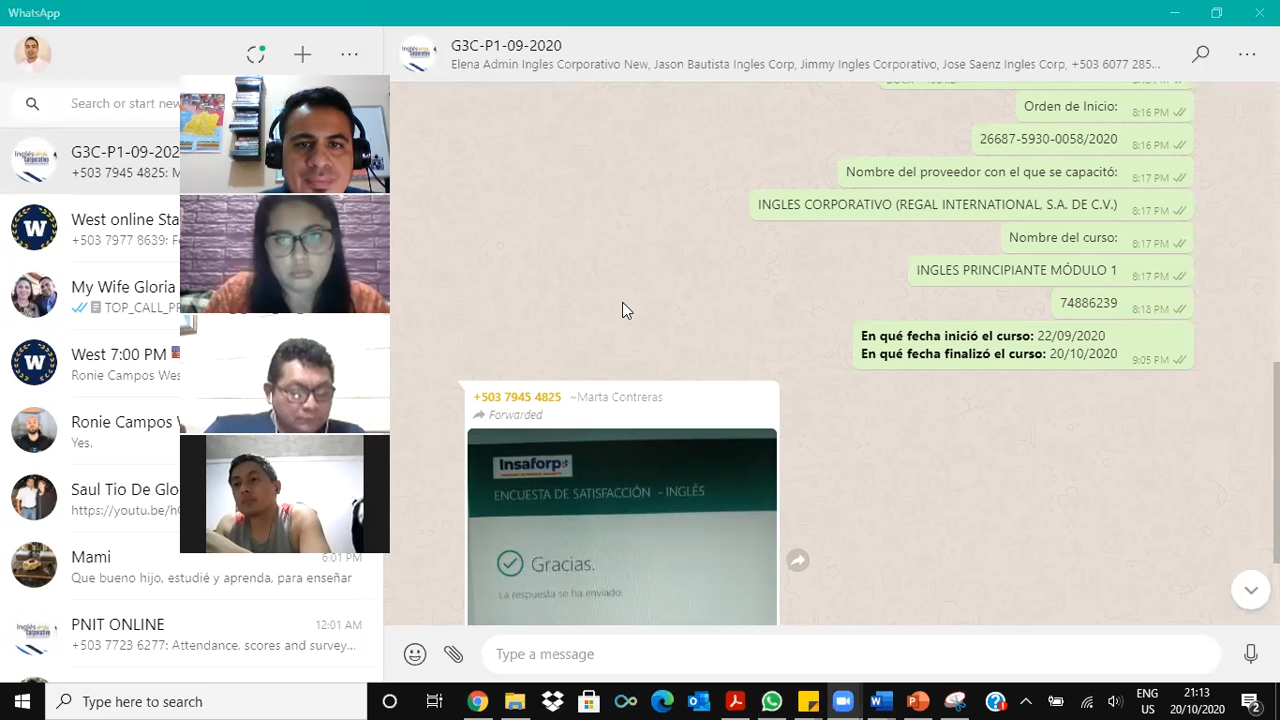 WhatsApp
Search or start new
G3C-P1-09-202
+503 7945 4825: M
West online Sta
My Wife Gloria
TOP_CALL_P
West 7:00 PM
Ronie Campos Wes
Ronie Campos
Yes.
Saul Tio De Glo
https://youtu.be/h
Mami
6:01 PM
Que bueno hijo, estudié y aprenda, para enseñar
PNIT ONLINE
12:01 AM
+503 7723 6277: Attendance, scores and survey...
G3C-P1-09-2020
Elena Admin Ingles Corporativo New, Jason Bautista Ingles Corp, Jimmy Ingles Corporativo, Jose Saenz Ingles Corp, +503 6077 285...
Orden de Inicio:
8:16 PM
26687-5930-0058/2020
8:16 PM
Nombre del proveedor con el que se capacitó:
8:17 PM
INGLES CORPORATIVO (REGAL INTERNATIONAL, S.A. DE C.V.)
8:17 PM
Nombre del curso:
8:17 PM
INGLES PRINCIPIANTE MÓDULO 1
8:17 PM
74886239
8:18 PM
En qué fecha inició el curso: 22/09/2020
En qué fecha finalizó el curso: 20/10/2020
9:05 PM
+503 7945 4825 ~Marta Contreras
Forwarded
Insaforp
ENCUESTA DE SATISFACCIÓN - INGLÉS
Gracias.
La respuesta se ha enviado.
Type a message
Type here to search
ENG
US
21:13
20/10/2020
2